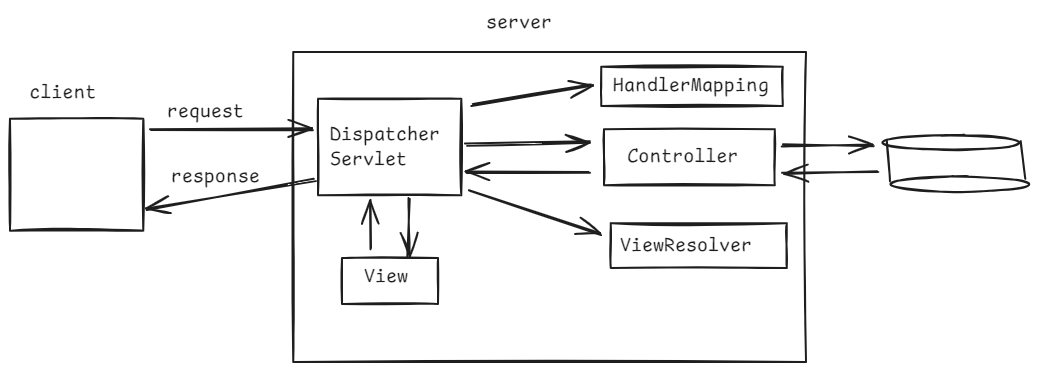 server
client
request
response
Dispatcher
Servlet
View
HandlerMapping
Controller
ViewResolver